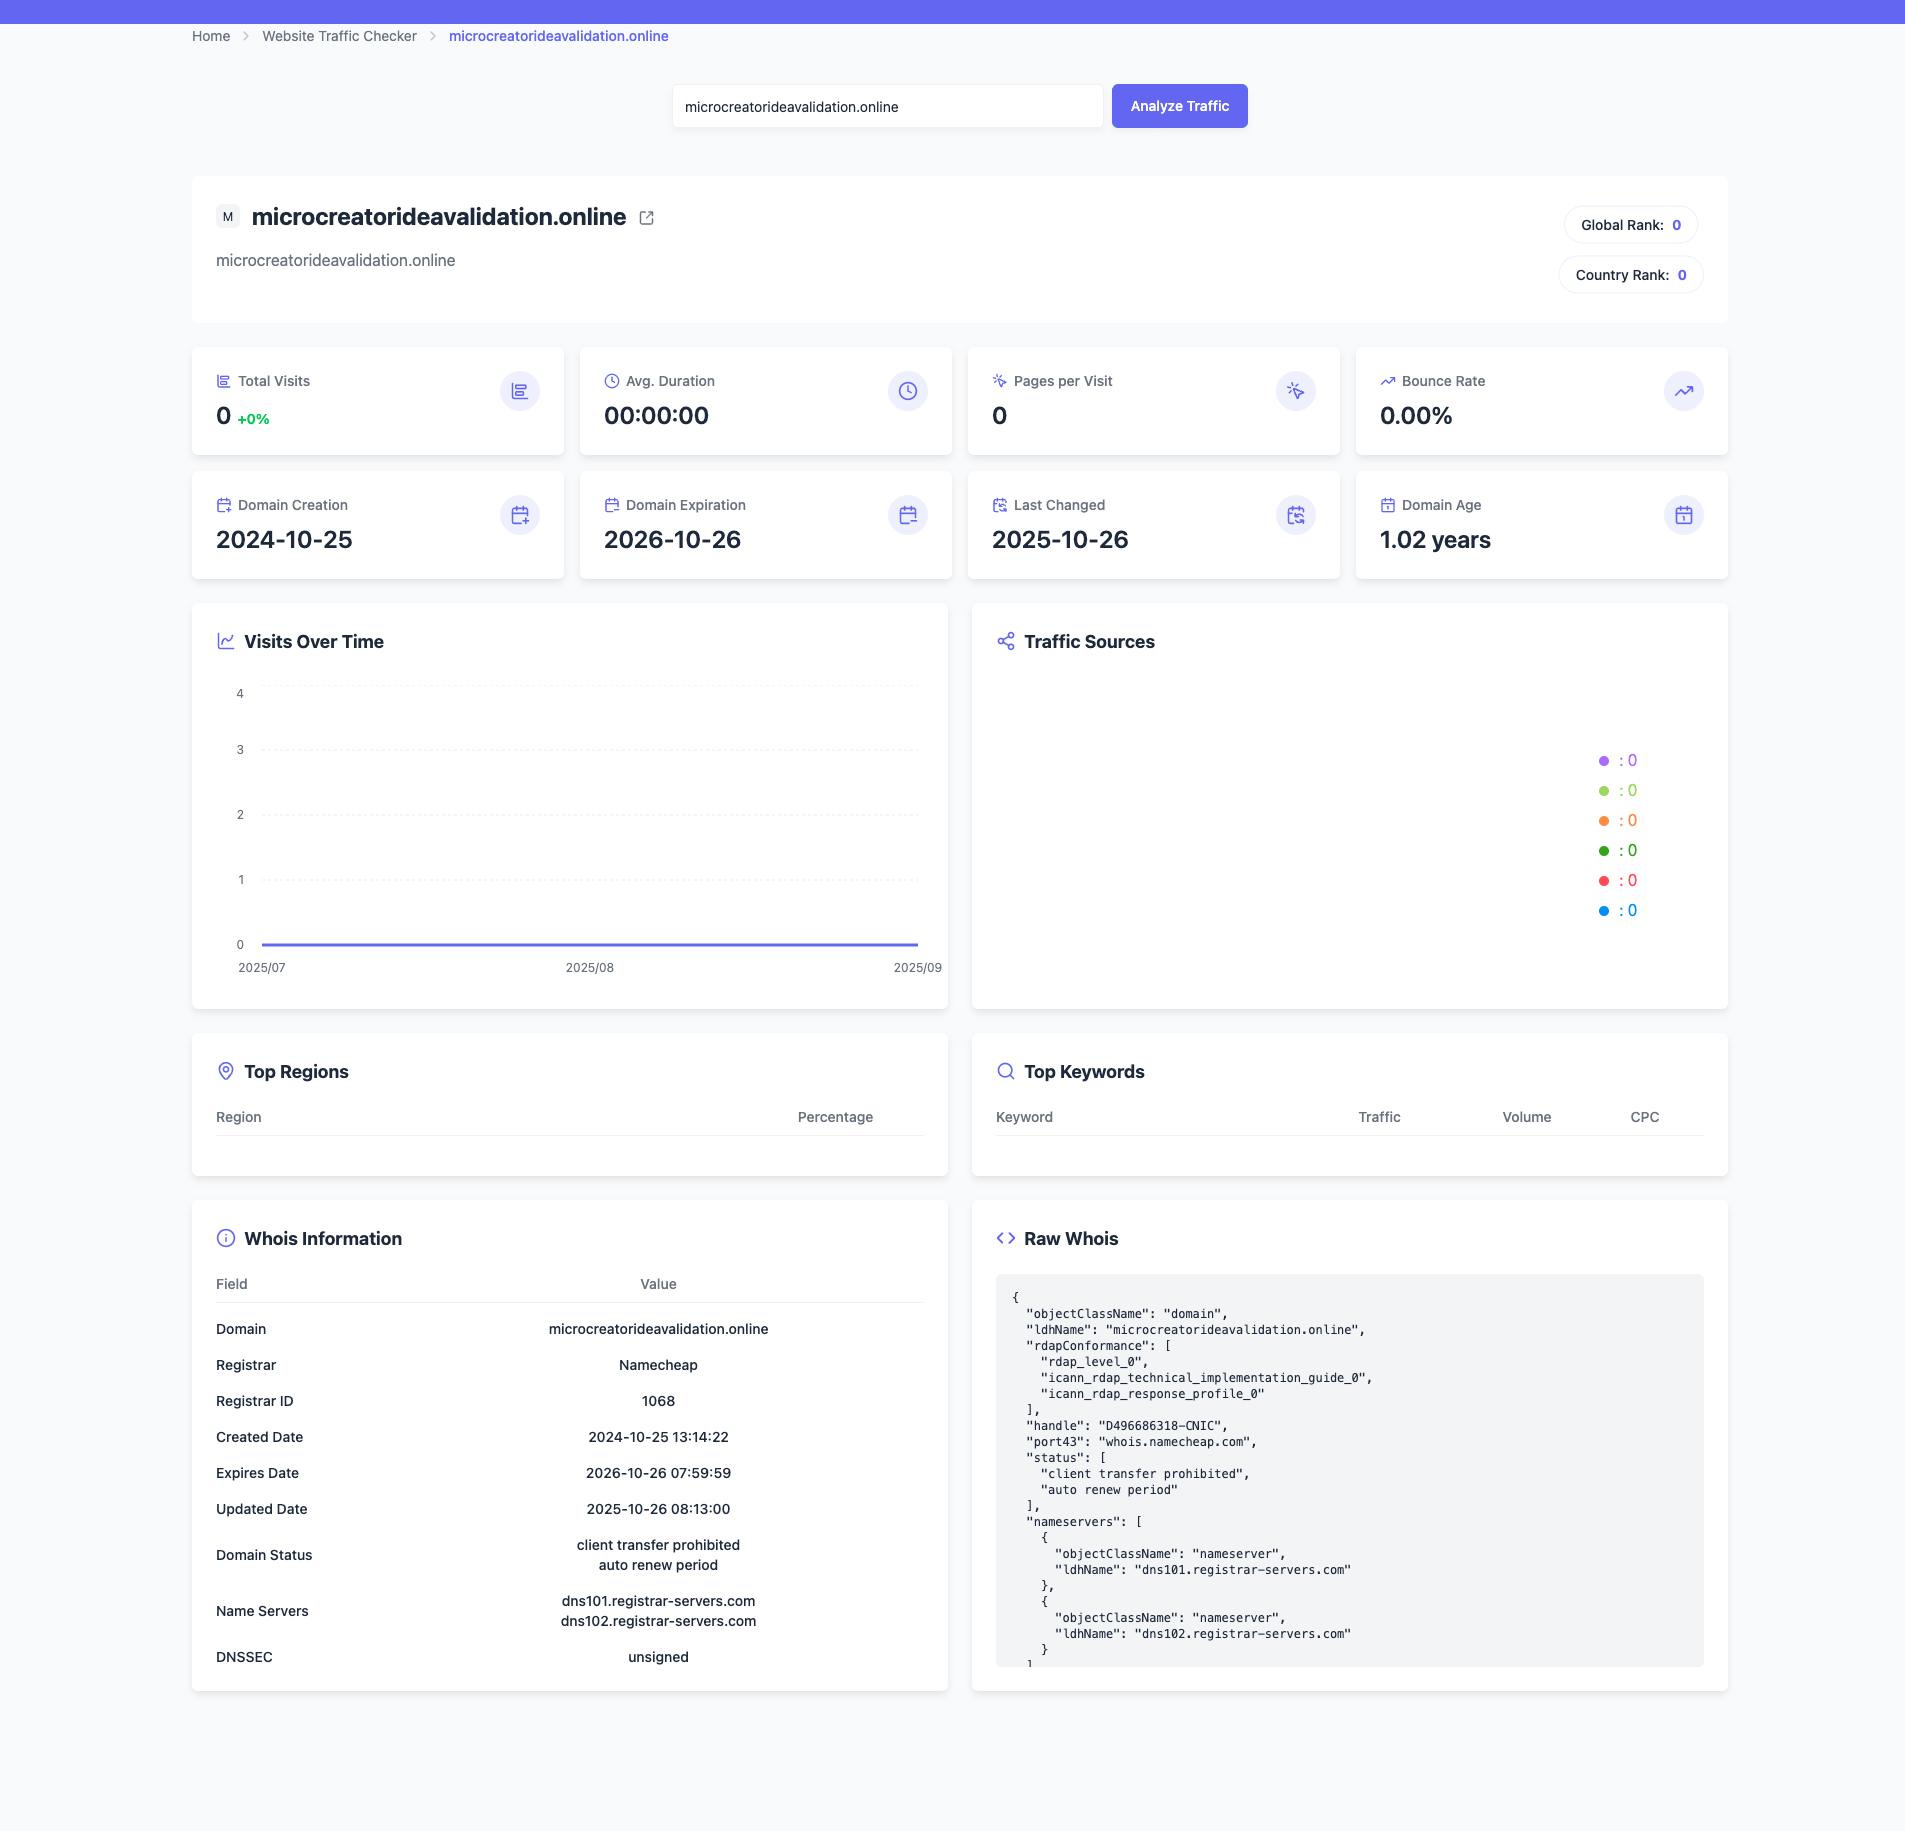 Home
Website Traffic Checker
microcreatorideavalidation.online
microcreatorideavalidation.online
Analyze Traffic
M
microcreatorideavalidation.online
microcreatorideavalidation.online
Global Rank: 0
Country Rank: 0
Total Visits
0 +0%
Avg. Duration
00:00:00
Pages per Visit
0
Bounce Rate
0.00%
Domain Creation
2024-10-25
Domain Expiration
2026-10-26
Last Changed
2025-10-26
Domain Age
1.02 years
Visits Over Time
4
3
2
1
0
2025/07
2025/08
2025/09
Traffic Sources
: 0
: 0
: 0
: 0
: 0
: 0
Top Regions
Region Percentage
Top Keywords
Keyword Traffic Volume CPC
Whois Information
Field Value
Domain microcreatorideavalidation.online
Registrar Namecheap
Registrar ID 1068
Created Date 2024-10-25 13:14:22
Expires Date 2026-10-26 07:59:59
Updated Date 2025-10-26 08:13:00
Domain Status client transfer prohibited
auto renew period
Name Servers dns101.registrar-servers.com
dns102.registrar-servers.com
DNSSEC unsigned
Raw Whois
{
"objectClassName": "domain",
"ldhName": "microcreatorideavalidation.online",
"rdapConformance": [
"rdap_level_0",
"icann_rdap_technical_implementation_guide_0",
"icann_rdap_response_profile_0"
],
"handle": "D496686318-CNIC",
"port43": "whois.namecheap.com",
"status": [
"client transfer prohibited",
"auto renew period"
],
"nameservers": [
{
"objectClassName": "nameserver",
"ldhName": "dns101.registrar-servers.com"
},
{
"objectClassName": "nameserver",
"ldhName": "dns102.registrar-servers.com"
}
]